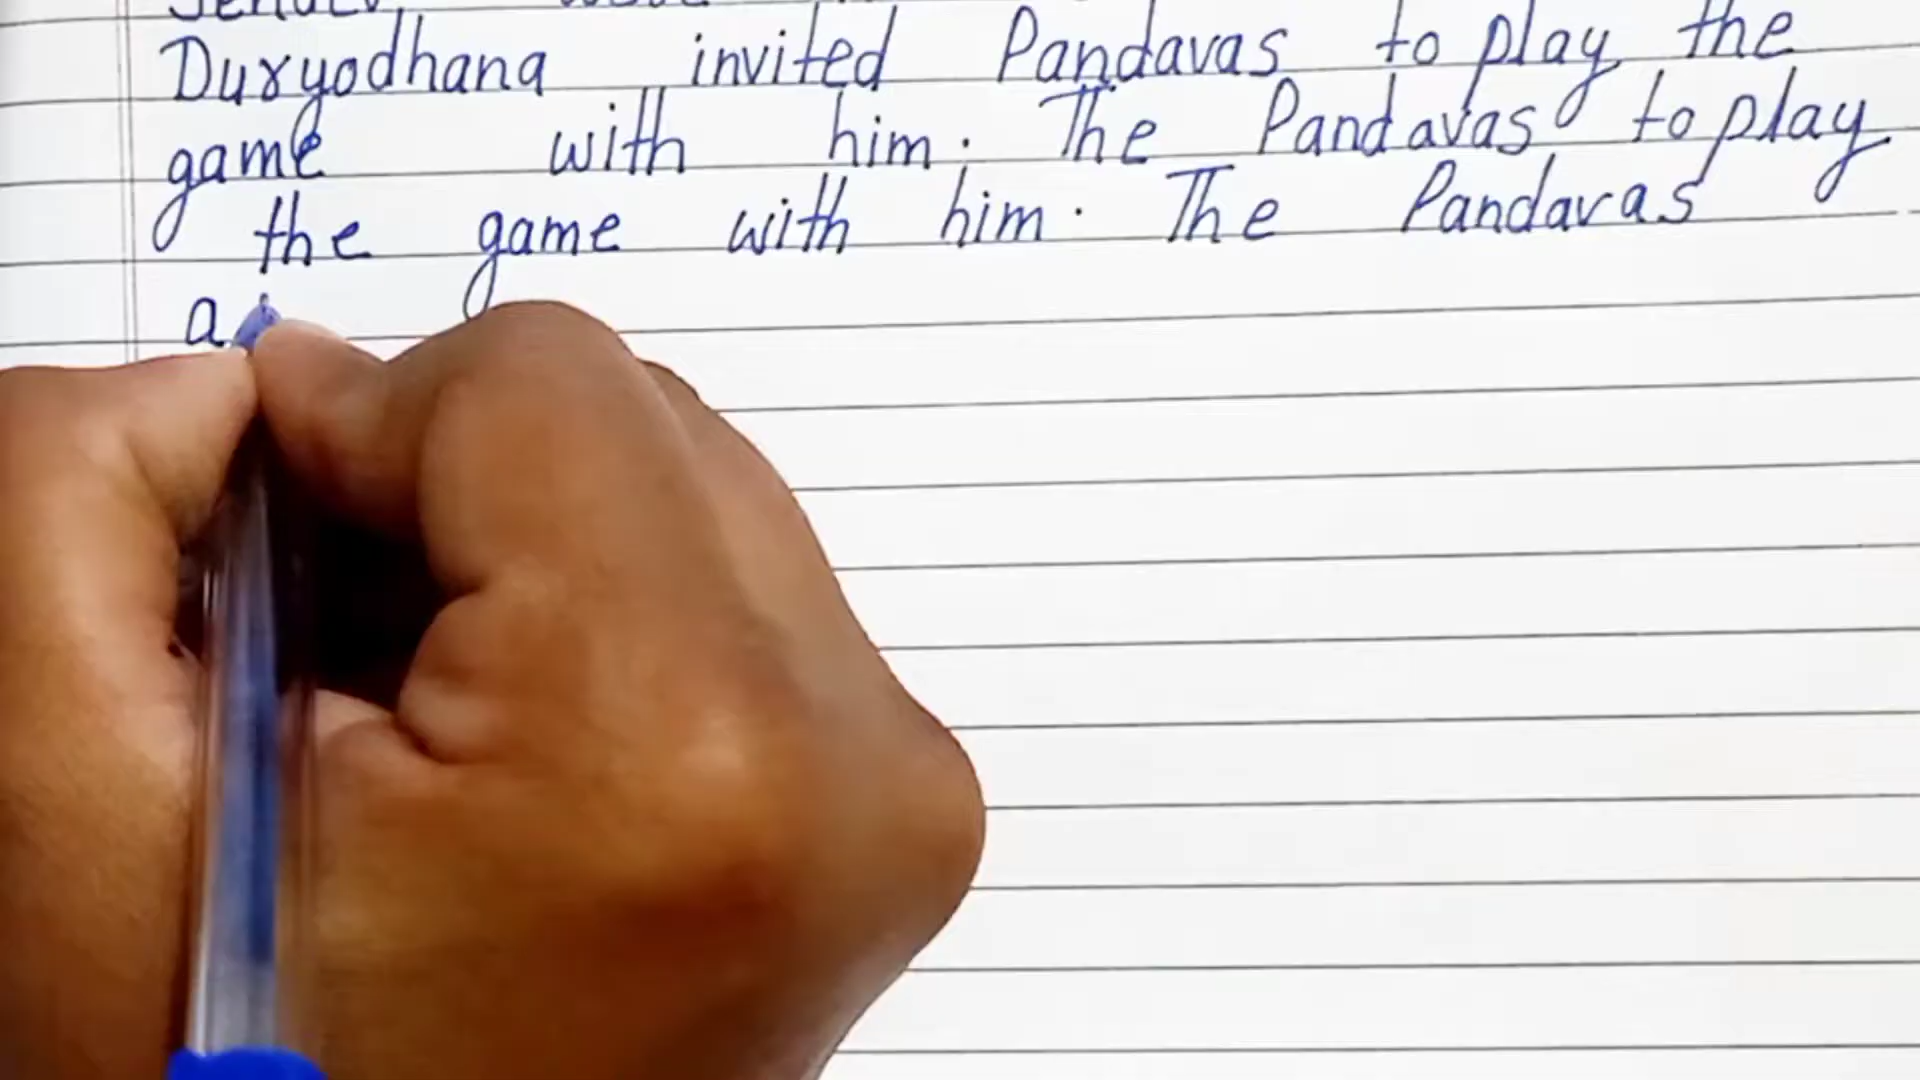 Duryodhana invited Pandavas to play the
game with him. The Pandavas to play
the game with him. The Pandavas
a